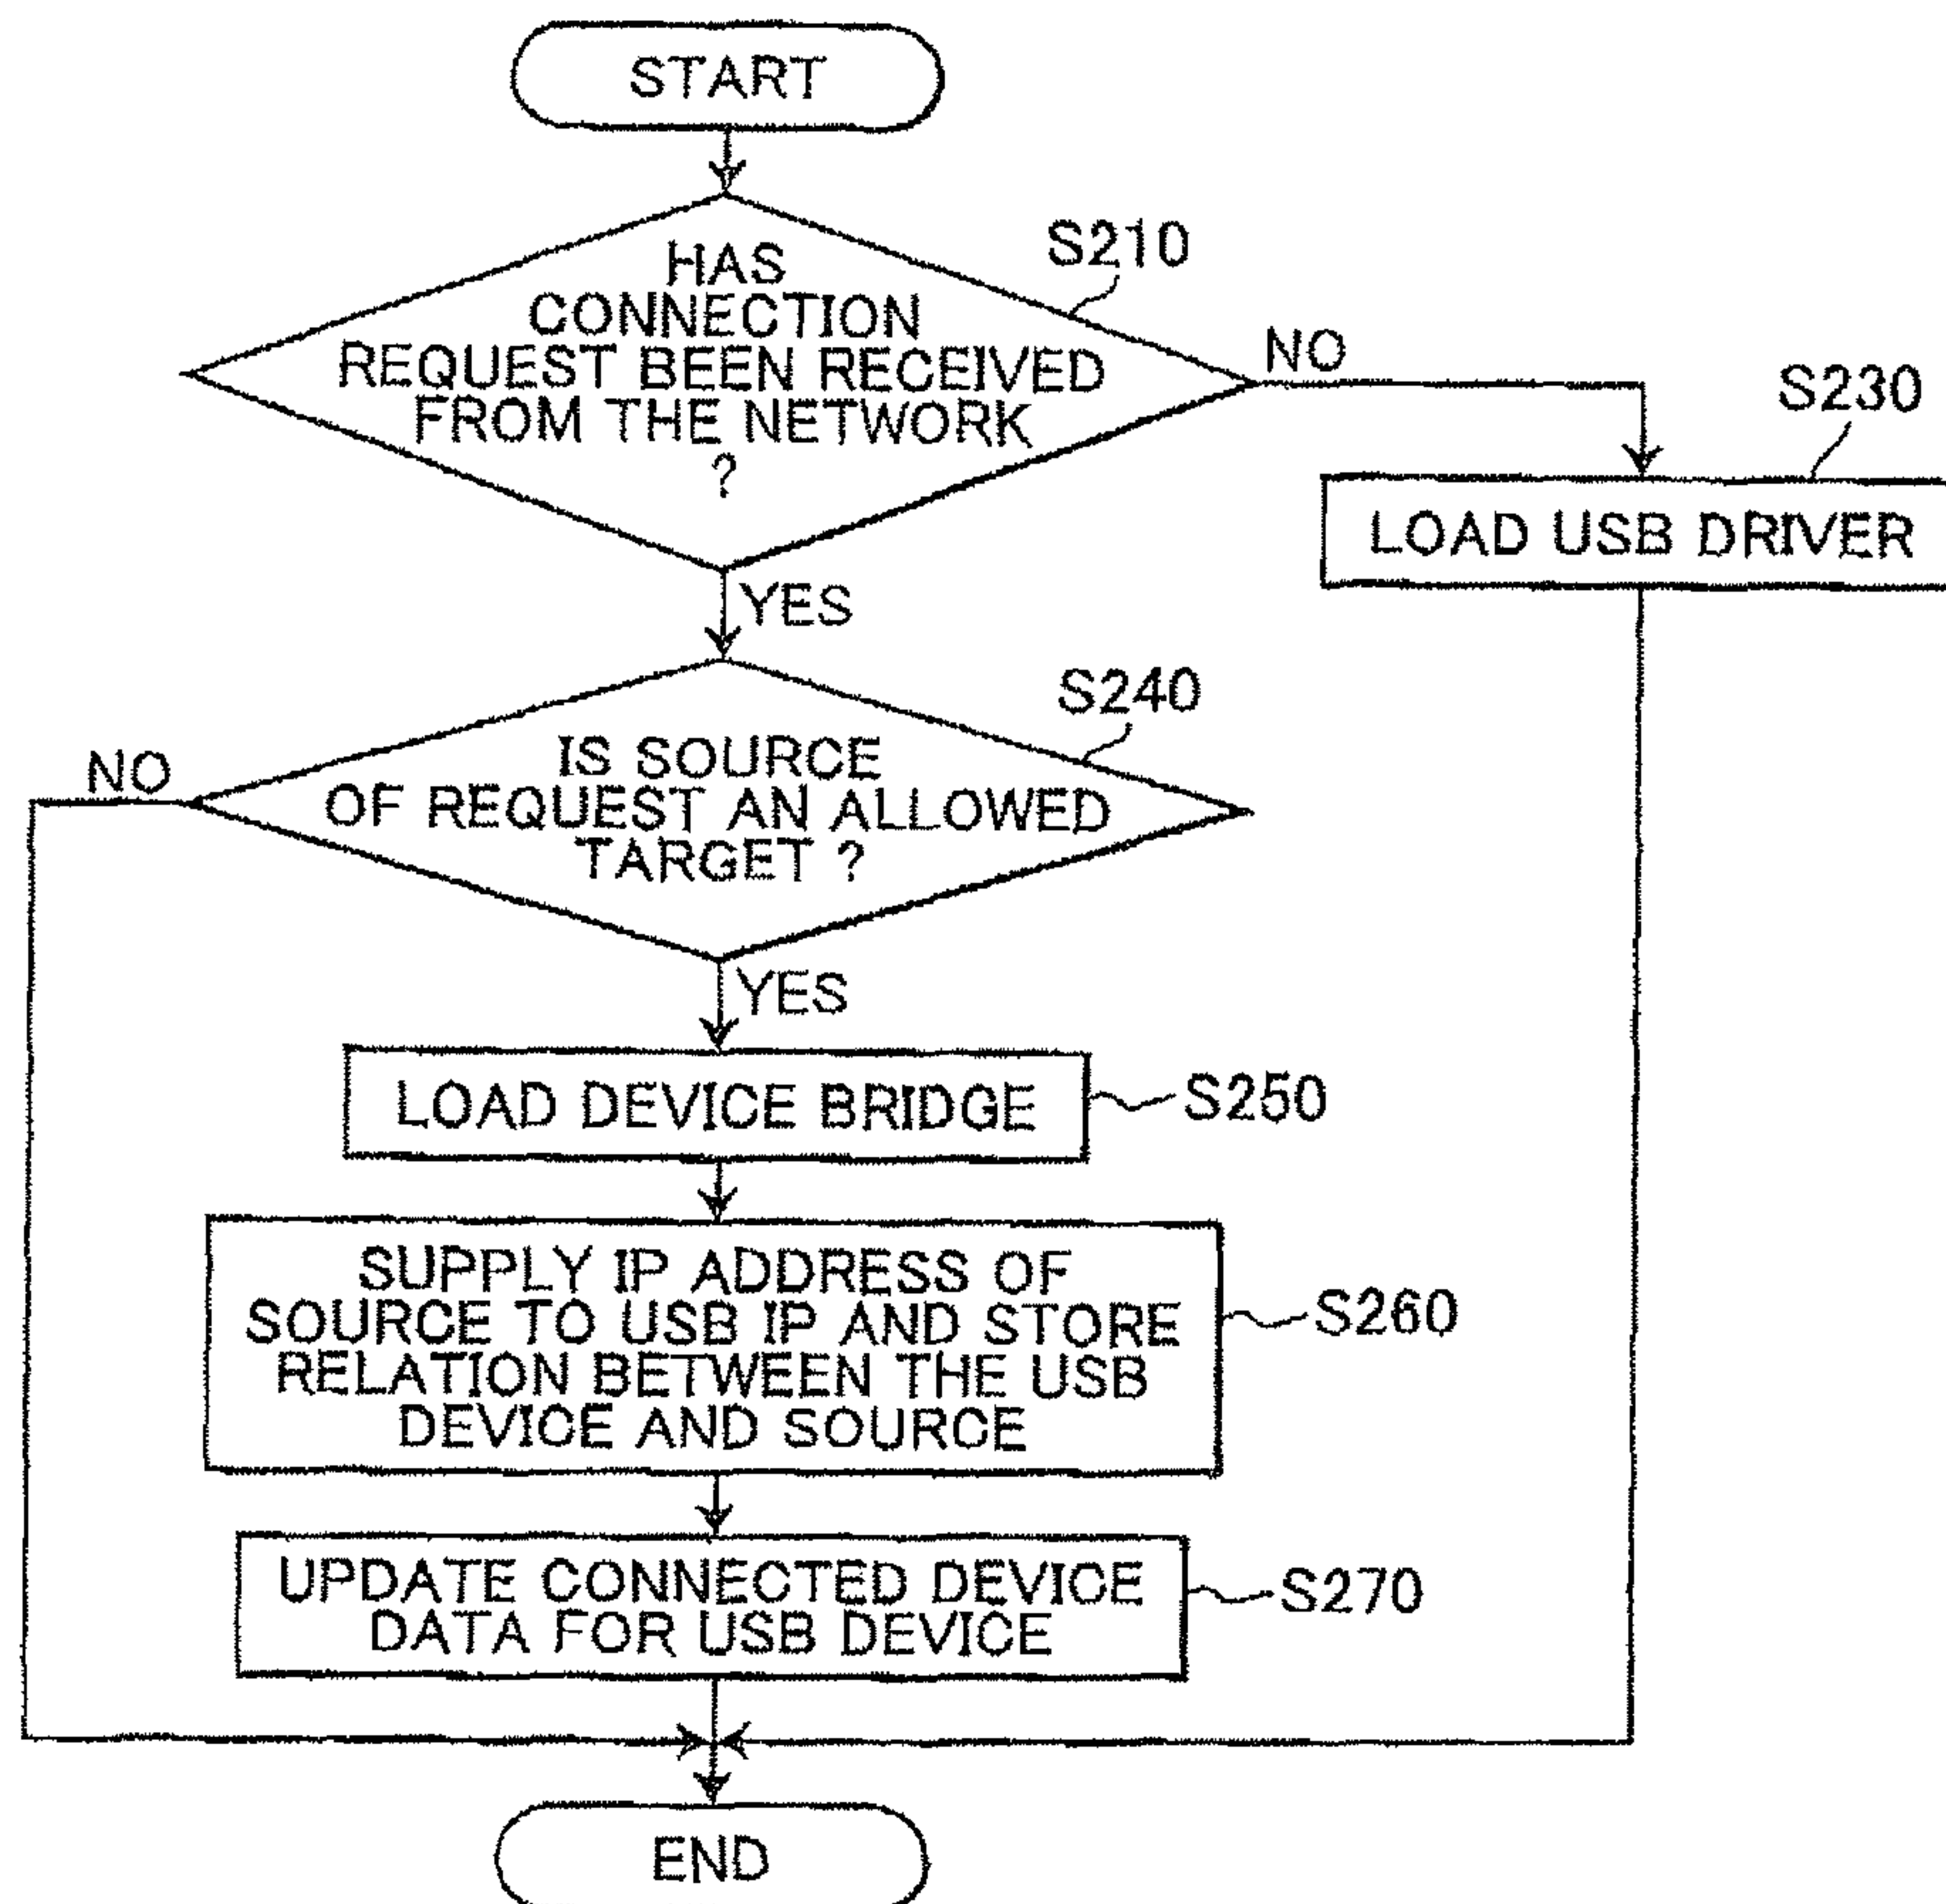 START
S210
HAS
CONNECTION
REQUEST BEEN RECEIVED
FROM THE NETWORK
?
NO
S230
LOAD USB DRIVER
YES
S240
IS SOURCE
OF REQUEST AN ALLOWED
TARGET ?
NO
YES
LOAD DEVICE BRIDGE
S250
SUPPLY IP ADDRESS OF
SOURCE TO USB IP AND STORE
RELATION BETWEEN THE USB
DEVICE AND SOURCE
S260
UPDATE CONNECTED DEVICE
DATA FOR USB DEVICE
S270
END